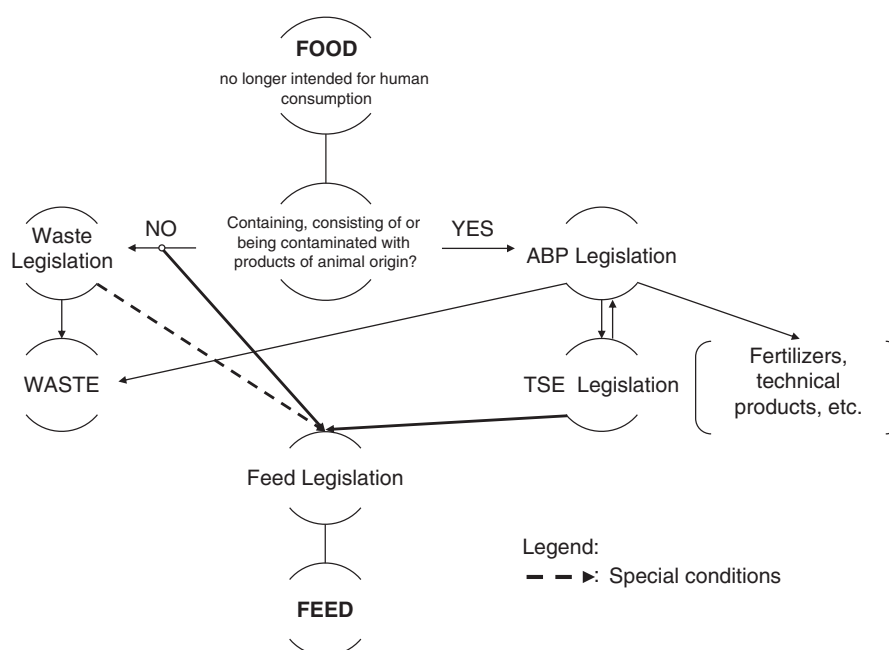 FOOD
no longer intended for human
consumption
Containing, consisting of or
being contaminated with
products of animal origin?
NO
YES
Waste
Legislation
ABP Legislation
WASTE
TSE Legislation
Fertilizers,
technical
products, etc.
Feed Legislation
FEED
Legend:
: Special conditions